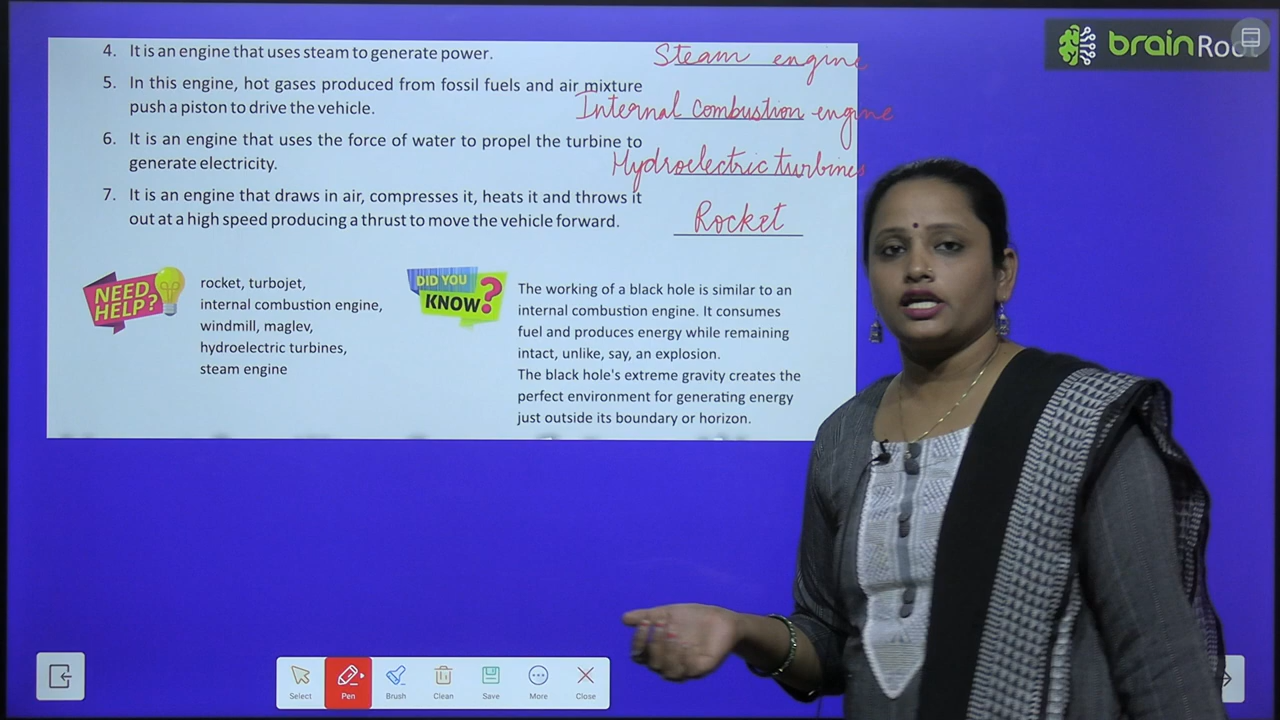 brainRoot
4. It is an engine that uses steam to generate power. Steam engine
5. In this engine, hot gases produced from fossil fuels and air mixture
push a piston to drive the vehicle. Internal combustion engine
6. It is an engine that uses the force of water to propel the turbine to
generate electricity. Hydroelectric turbines
7. It is an engine that draws in air, compresses it, heats it and throws it
out at a high speed producing a thrust to move the vehicle forward. Rocket
NEED
HELP?
rocket, turbojet,
internal combustion engine,
windmill, maglev,
hydroelectric turbines,
steam engine
DID YOU
KNOW?
The working of a black hole is similar to an
internal combustion engine. It consumes
fuel and produces energy while remaining
intact, unlike, say, an explosion.
The black hole's extreme gravity creates the
perfect environment for generating energy
just outside its boundary or horizon.
Select Pen Brush Clean Save More Close